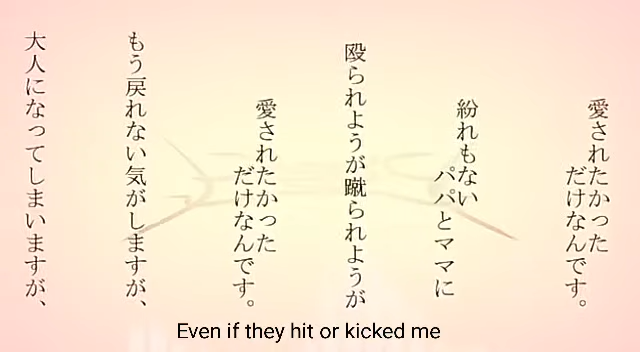 愛されたかった
だけなんです。
紛れもない
パパとママに
殴られようが蹴られようが
愛されたかった
だけなんです。
もう戻れない気がしますが、
大人になってしまいますが、
Even if they hit or kicked me